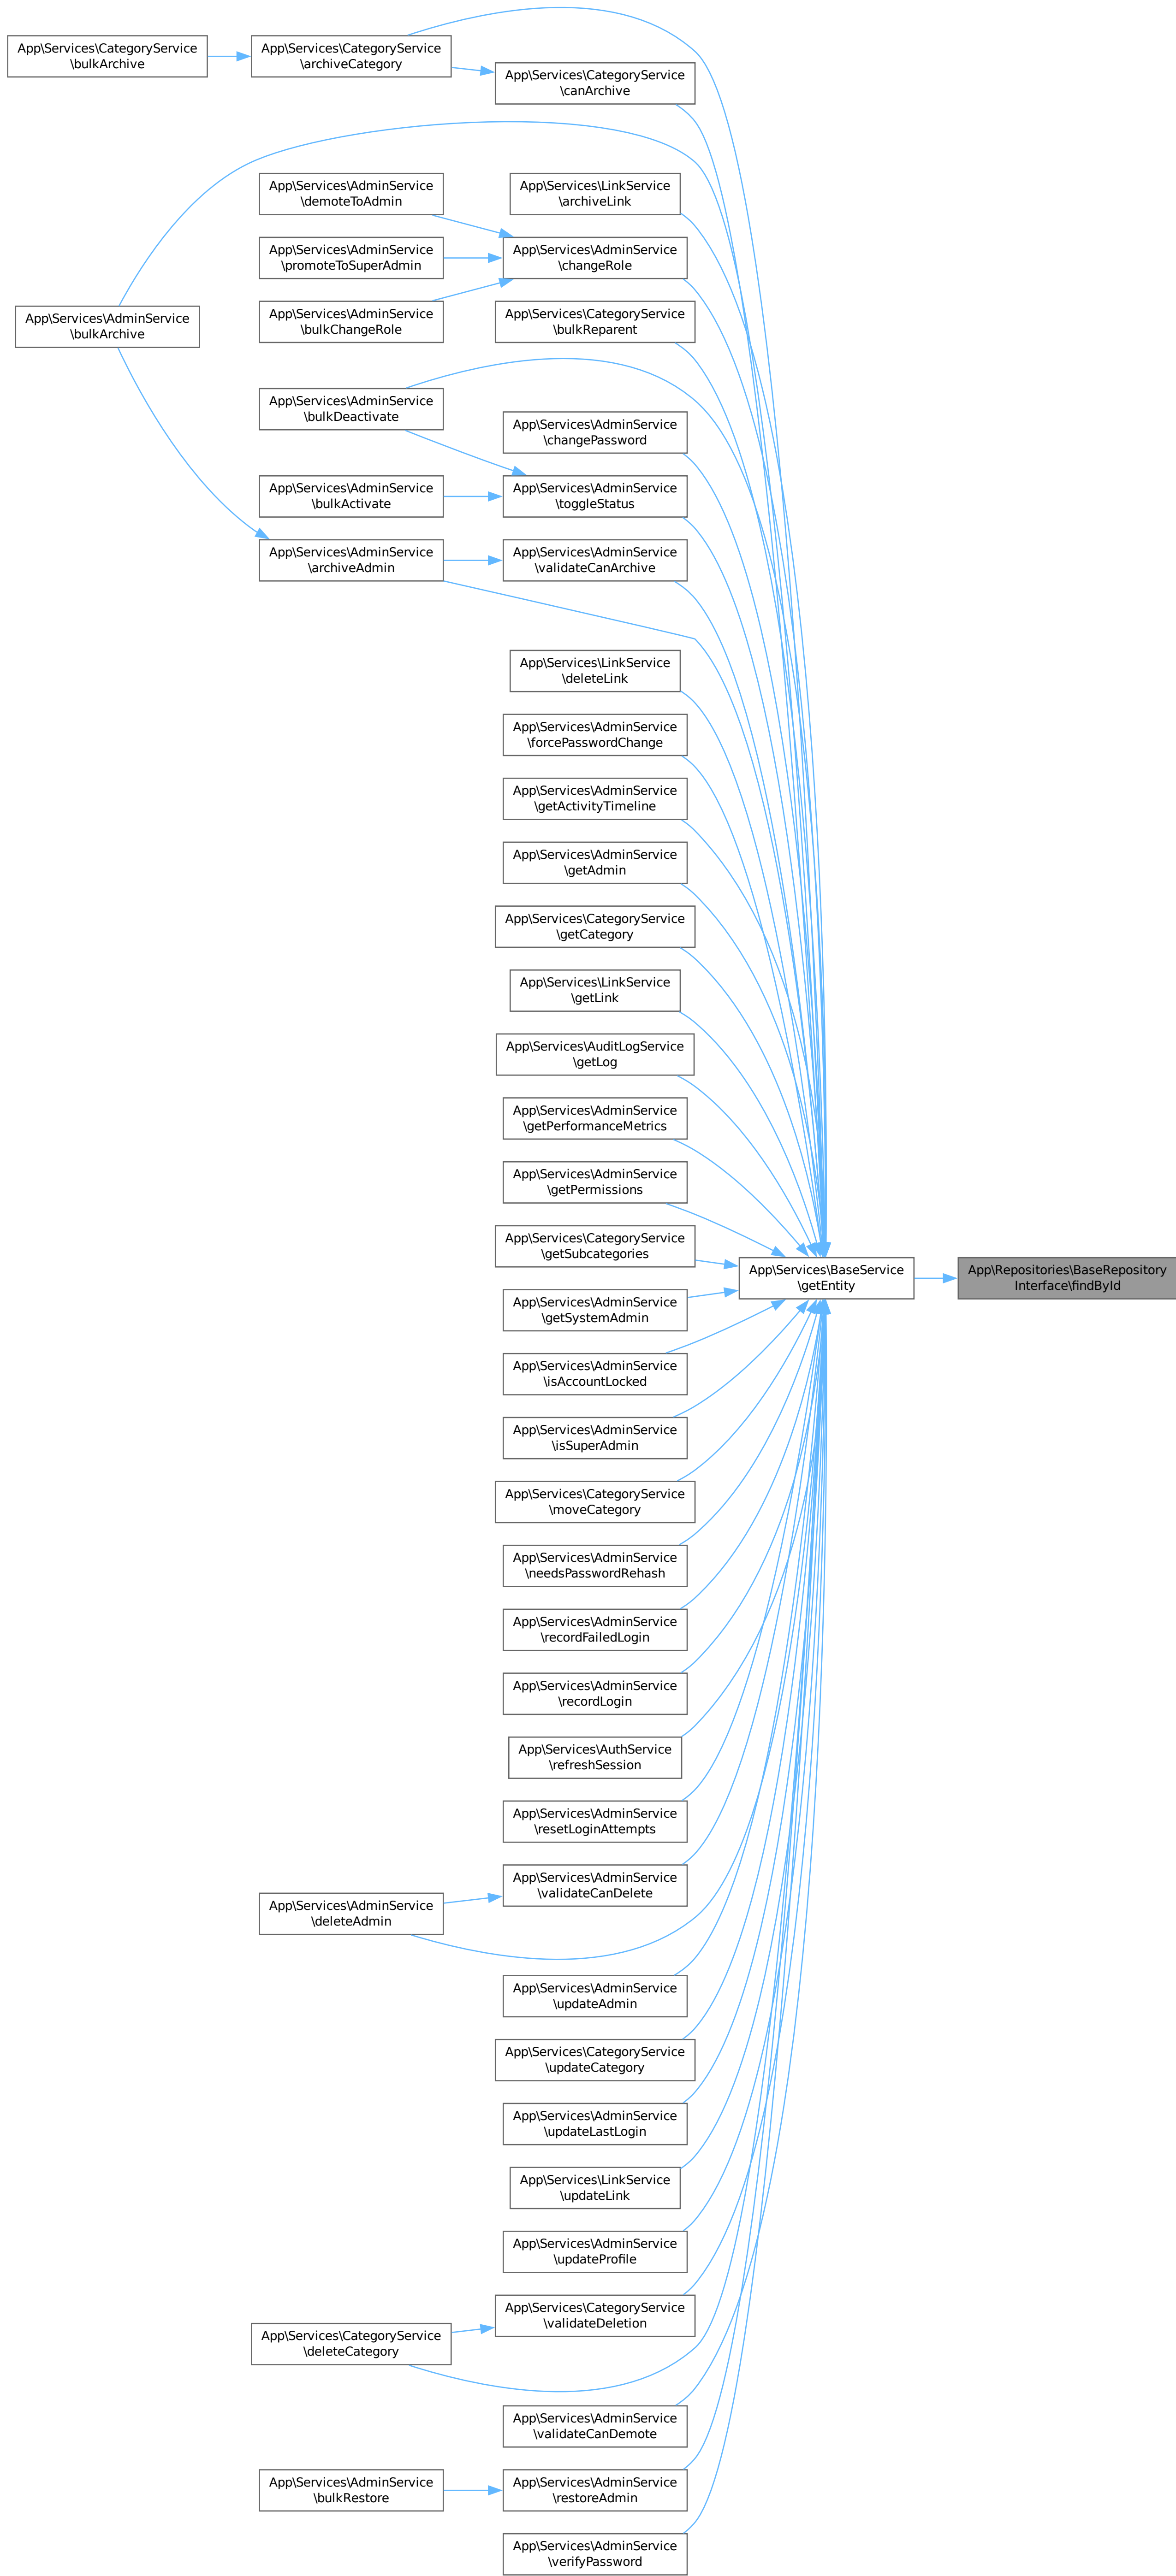 App\Services\CategoryService
\bulkArchive
App\Services\CategoryService
\archiveCategory
App\Services\CategoryService
\canArchive
App\Services\AdminService
\demoteToAdmin
App\Services\LinkService
\archiveLink
App\Services\AdminService
\promoteToSuperAdmin
App\Services\AdminService
\changeRole
App\Services\AdminService
\bulkArchive
App\Services\AdminService
\bulkChangeRole
App\Services\CategoryService
\bulkReparent
App\Services\AdminService
\bulkDeactivate
App\Services\AdminService
\changePassword
App\Services\AdminService
\bulkActivate
App\Services\AdminService
\toggleStatus
App\Services\AdminService
\archiveAdmin
App\Services\AdminService
\validateCanArchive
App\Services\LinkService
\deleteLink
App\Services\AdminService
\forcePasswordChange
App\Services\AdminService
\getActivityTimeline
App\Services\AdminService
\getAdmin
App\Services\CategoryService
\getCategory
App\Services\LinkService
\getLink
App\Services\AuditLogService
\getLog
App\Services\AdminService
\getPerformanceMetrics
App\Services\AdminService
\getPermissions
App\Services\CategoryService
\getSubcategories
App\Services\BaseService
\getEntity
App\Repositories\BaseRepository
Interface\findById
App\Services\AdminService
\getSystemAdmin
App\Services\AdminService
\isAccountLocked
App\Services\AdminService
\isSuperAdmin
App\Services\CategoryService
\moveCategory
App\Services\AdminService
\needsPasswordRehash
App\Services\AdminService
\recordFailedLogin
App\Services\AdminService
\recordLogin
App\Services\AuthService
\refreshSession
App\Services\AdminService
\resetLoginAttempts
App\Services\AdminService
\validateCanDelete
App\Services\AdminService
\deleteAdmin
App\Services\AdminService
\updateAdmin
App\Services\CategoryService
\updateCategory
App\Services\AdminService
\updateLastLogin
App\Services\LinkService
\updateLink
App\Services\AdminService
\updateProfile
App\Services\CategoryService
\validateDeletion
App\Services\CategoryService
\deleteCategory
App\Services\AdminService
\validateCanDemote
App\Services\AdminService
\bulkRestore
App\Services\AdminService
\restoreAdmin
App\Services\AdminService
\verifyPassword